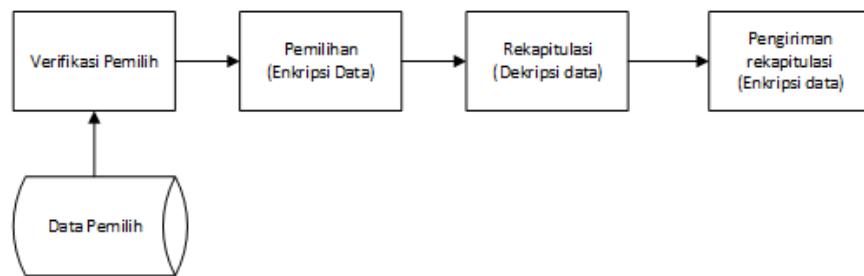 Verifikasi Pemilih
Pemilihan
(Enkripsi Data)
Rekapitulasi
(Dekripsi data)
Pengiriman
rekapitulasi
(Enkripsi data)
Data Pemilih